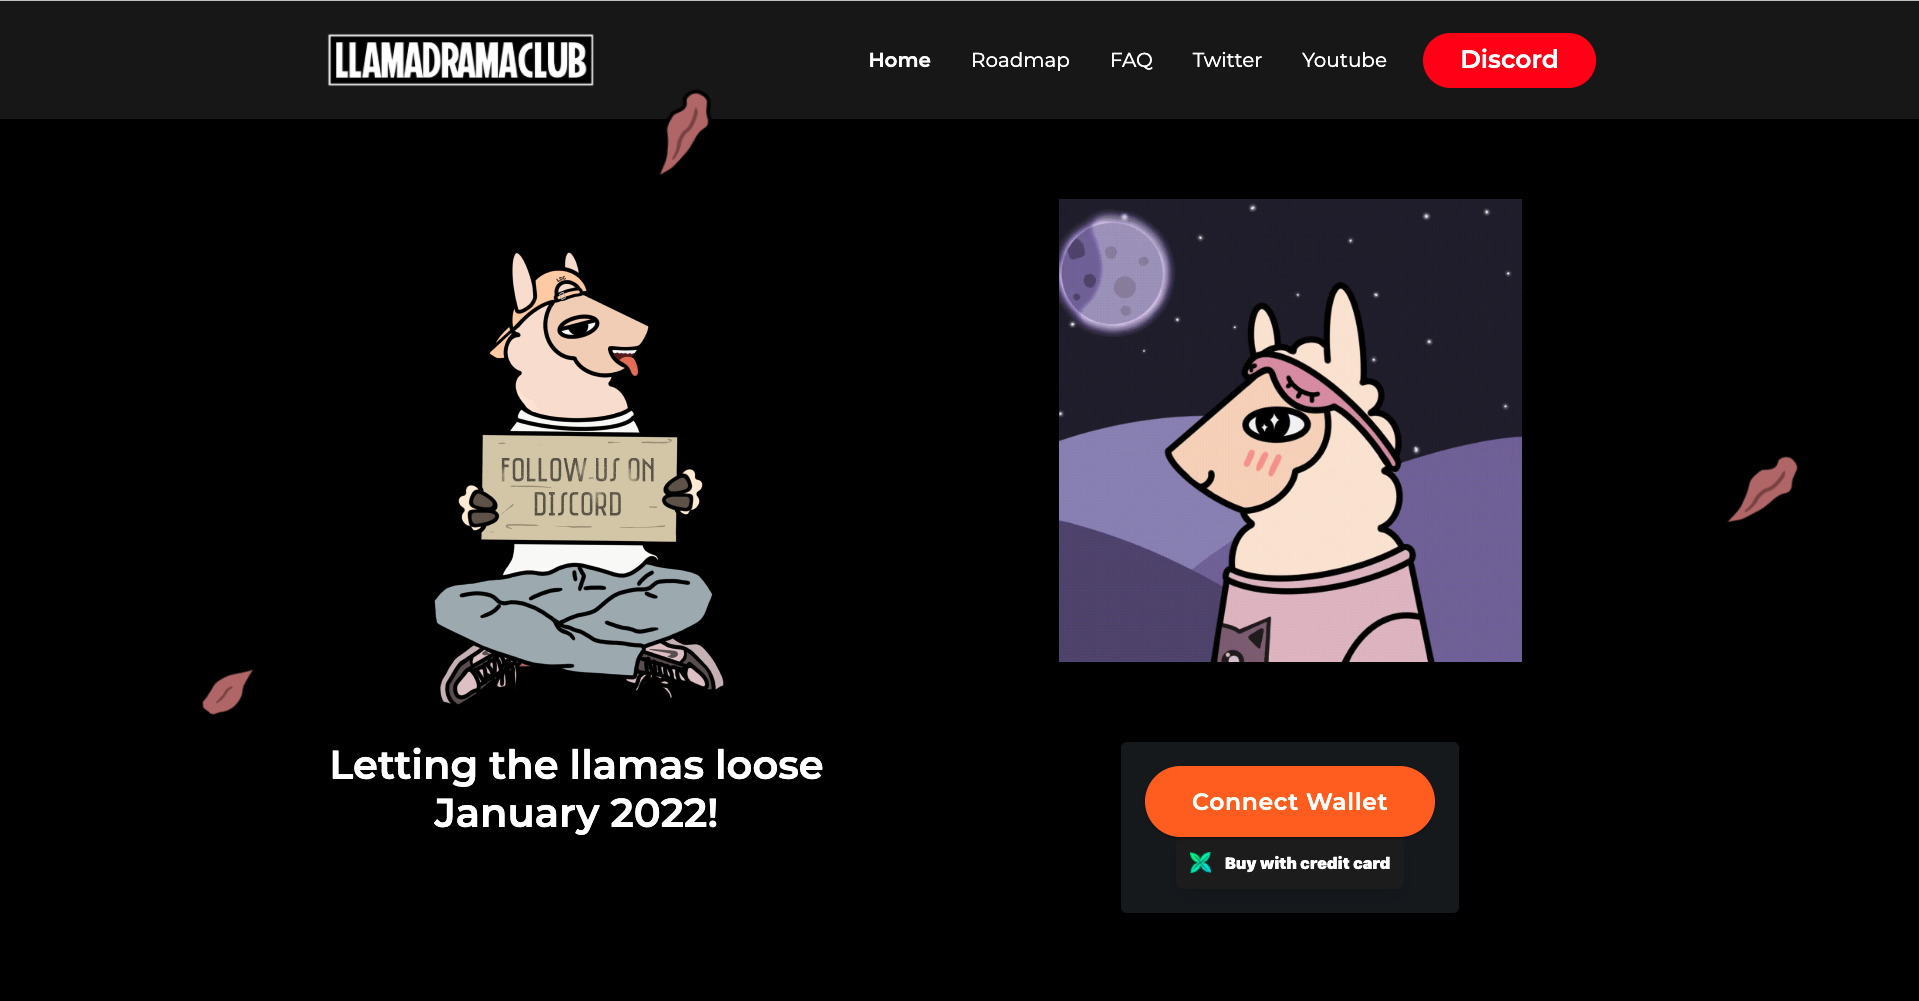 LLAMADRAMACLUB
Home
Roadmap
FAQ
Twitter
Youtube
Discord
FOLLOW US ON
DISCORD
Letting the llamas loose
January 2022!
Connect Wallet
Buy with credit card